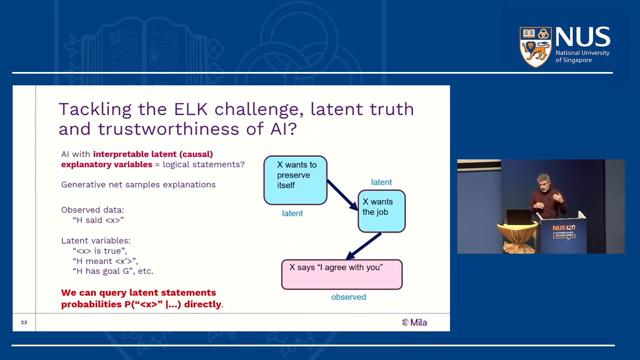 NUS
National University
of Singapore
Tackling the ELK challenge, latent truth
and trustworthiness of AI?
AI with interpretable latent (causal)
explanatory variables = logical statements?
Generative net samples explanations
Observed data:
"H said <x>"
Latent variables:
"<x> is true",
"H meant <x'>",
"H has goal G", etc.
We can query latent statements
probabilities P("<x>" |...) directly.
X wants to
preserve
itself
latent
latent
X wants
the job
X says "I agree with you"
observed
23
Mila
NUS120